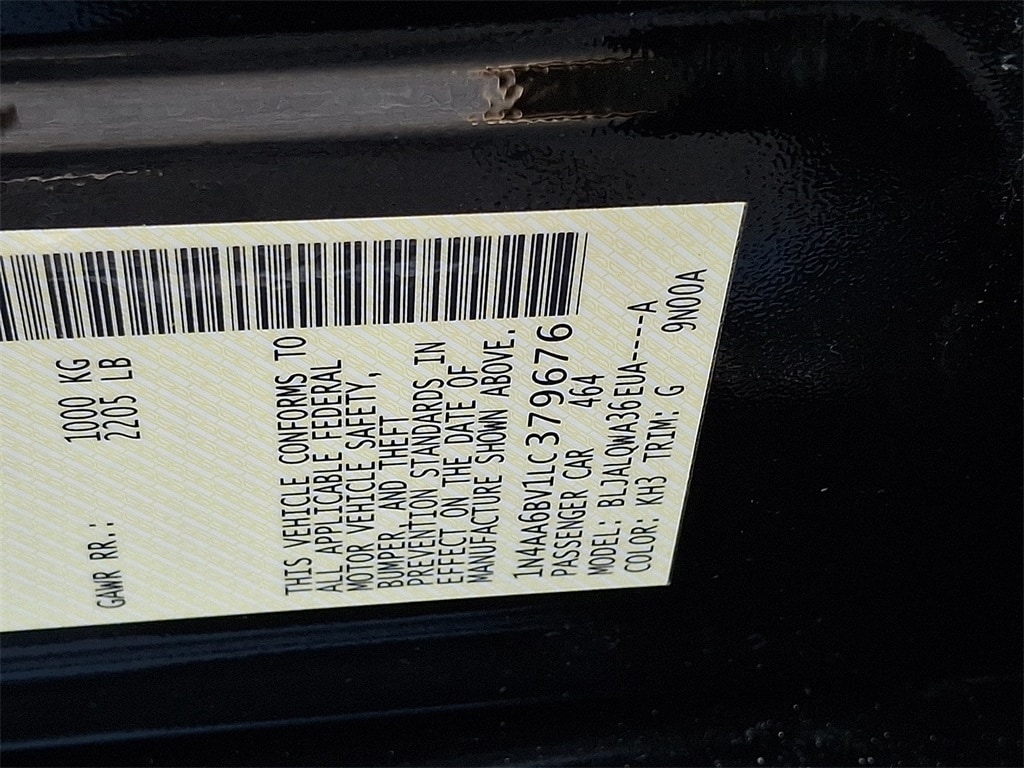 GAWR RR.: 1000 KG
2205 LB
THIS VEHICLE CONFORMS TO
ALL APPLICABLE FEDERAL
MOTOR VEHICLE SAFETY,
BUMPER, AND THEFT
PREVENTION STANDARDS IN
EFFECT ON THE DATE OF
MANUFACTURE SHOWN ABOVE.
1N4AA6BV1LC379676
PASSENGER CAR 464
MODEL: BLJALQWA36EUA----A
COLOR: KH3 TRIM: G 9N00A